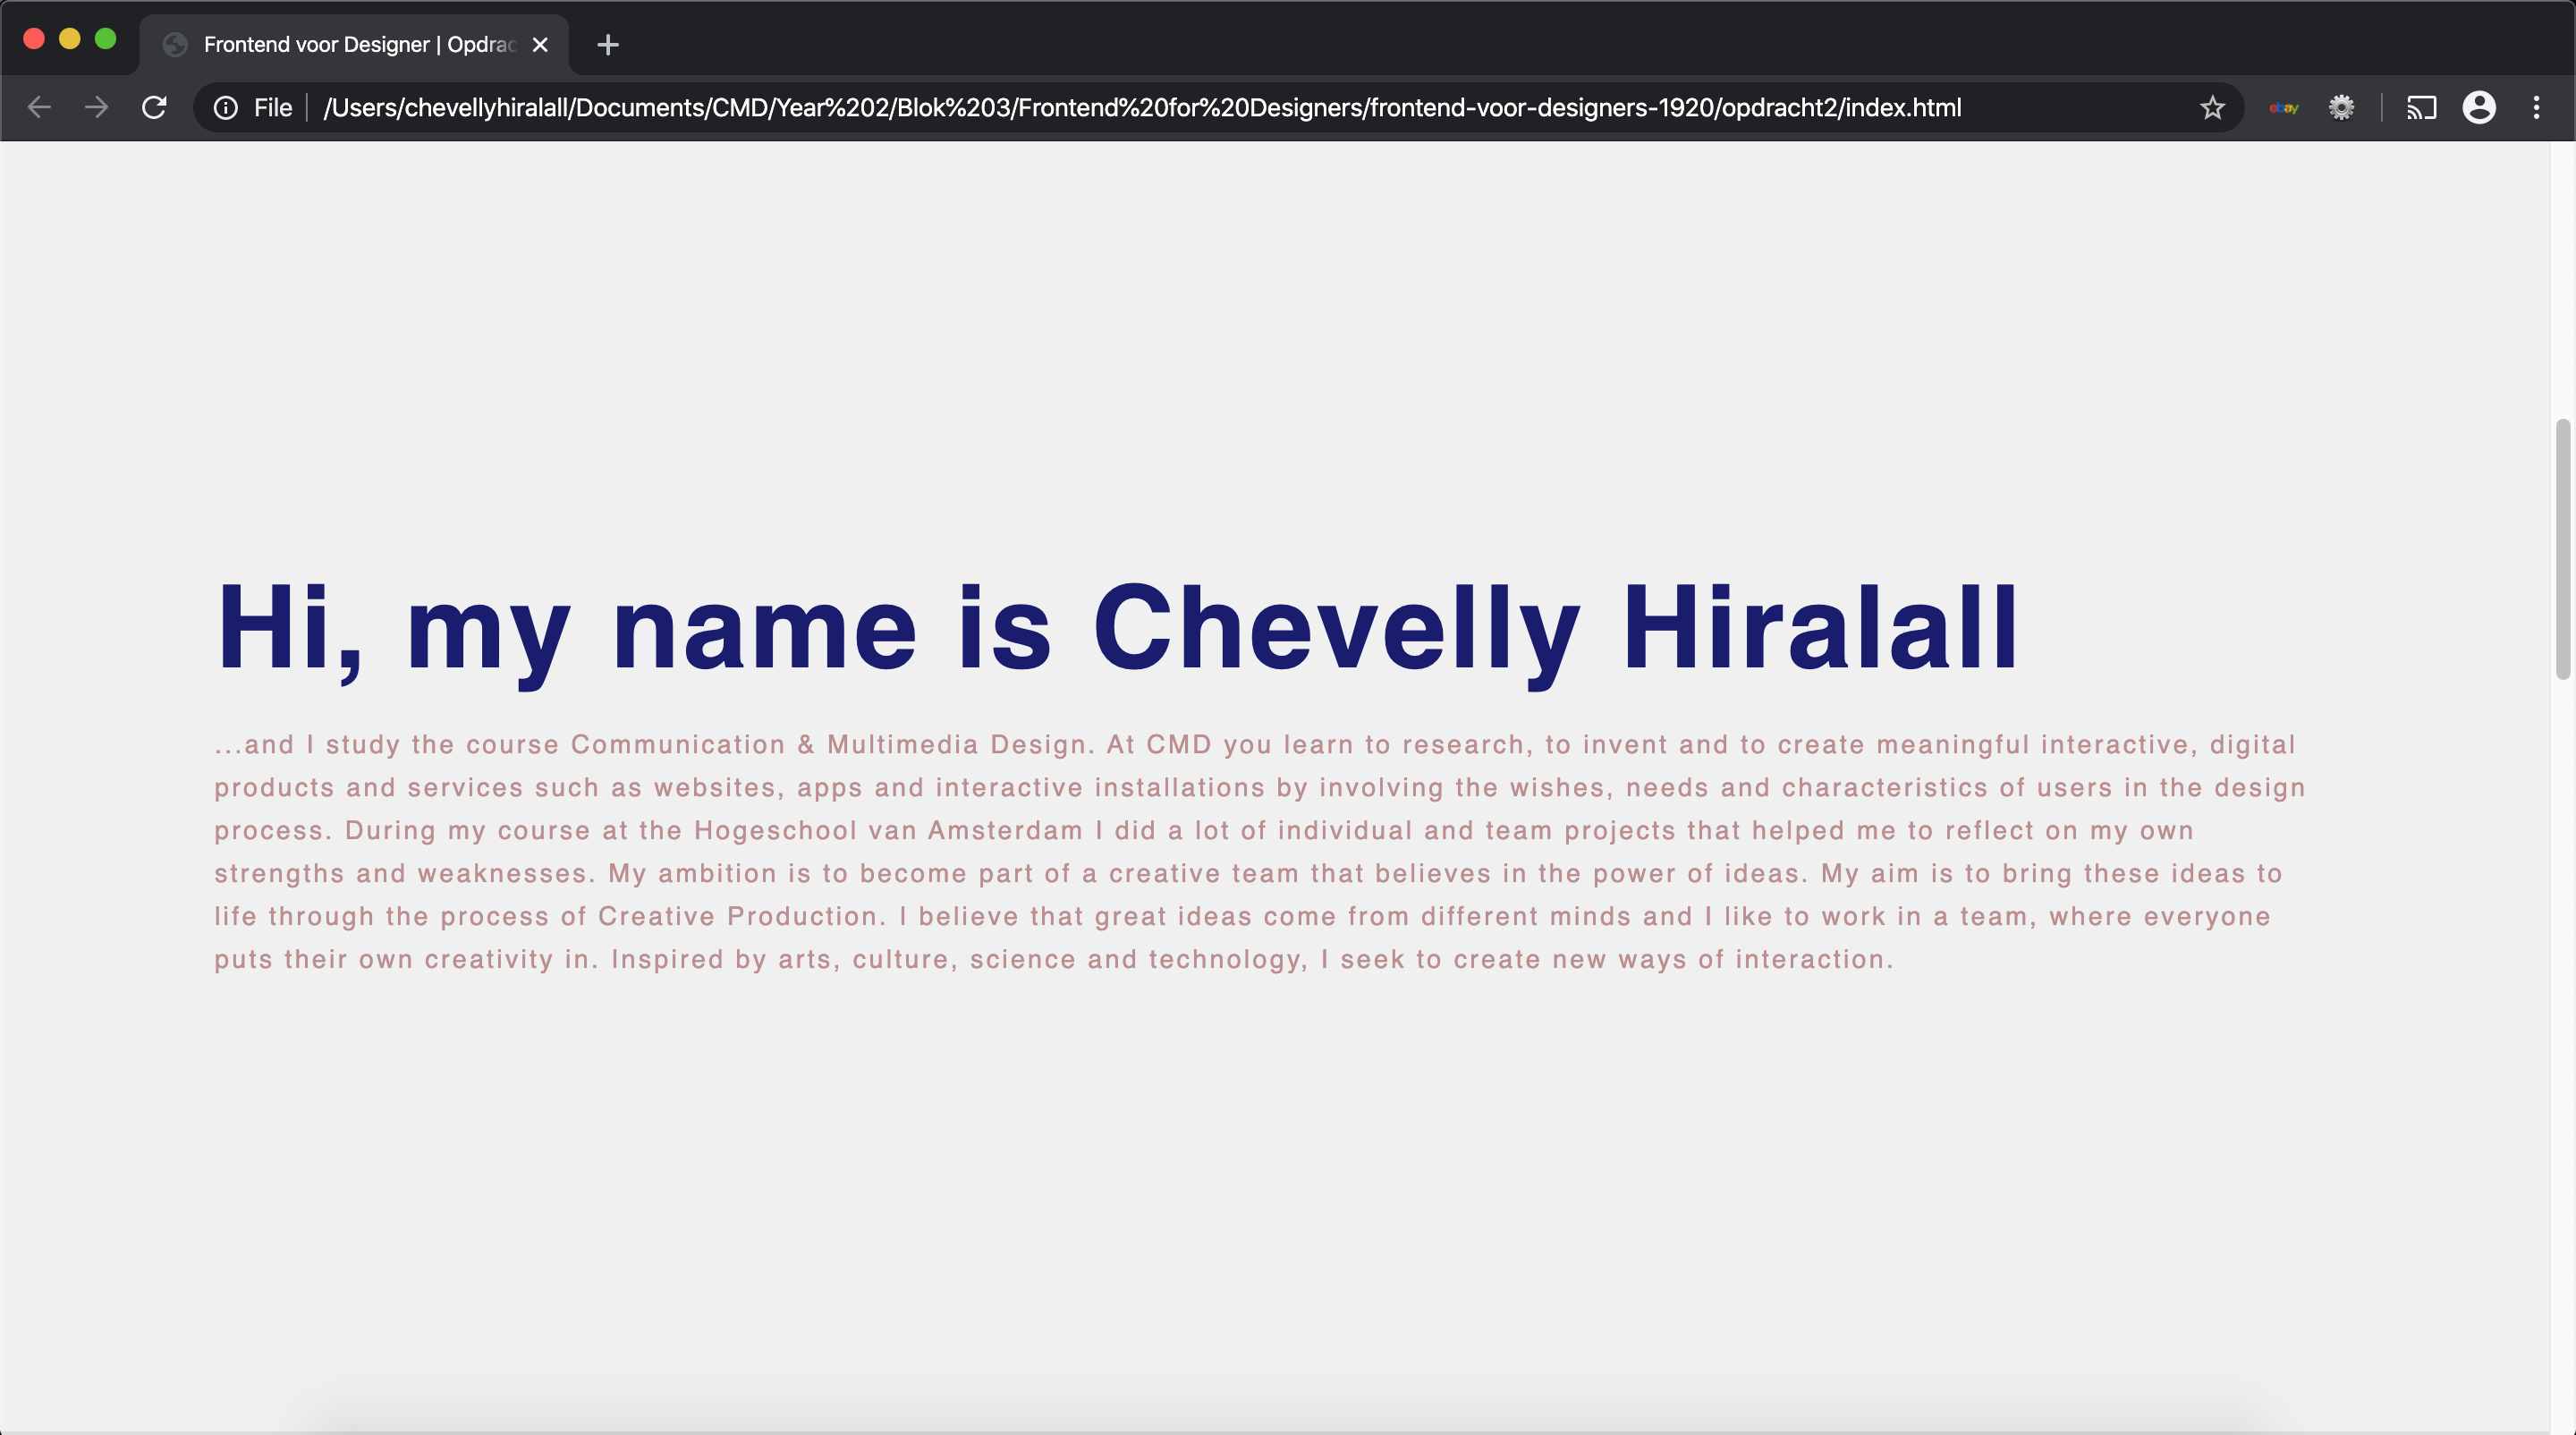 Frontend voor Designer | Opdrac
File
/Users/chevellyhiralall/Documents/CMD/Year%202/Blok%203/Frontend%20for%20Designers/frontend-voor-designers-1920/opdracht2/index.html
ebay
Hi, my name is Chevelly Hiralall
...and I study the course Communication & Multimedia Design. At CMD you learn to research, to invent and to create meaningful interactive, digital
products and services such as websites, apps and interactive installations by involving the wishes, needs and characteristics of users in the design
process. During my course at the Hogeschool van Amsterdam I did a lot of individual and team projects that helped me to reflect on my own
strengths and weaknesses. My ambition is to become part of a creative team that believes in the power of ideas. My aim is to bring these ideas to
life through the process of Creative Production. I believe that great ideas come from different minds and I like to work in a team, where everyone
puts their own creativity in. Inspired by arts, culture, science and technology, I seek to create new ways of interaction.